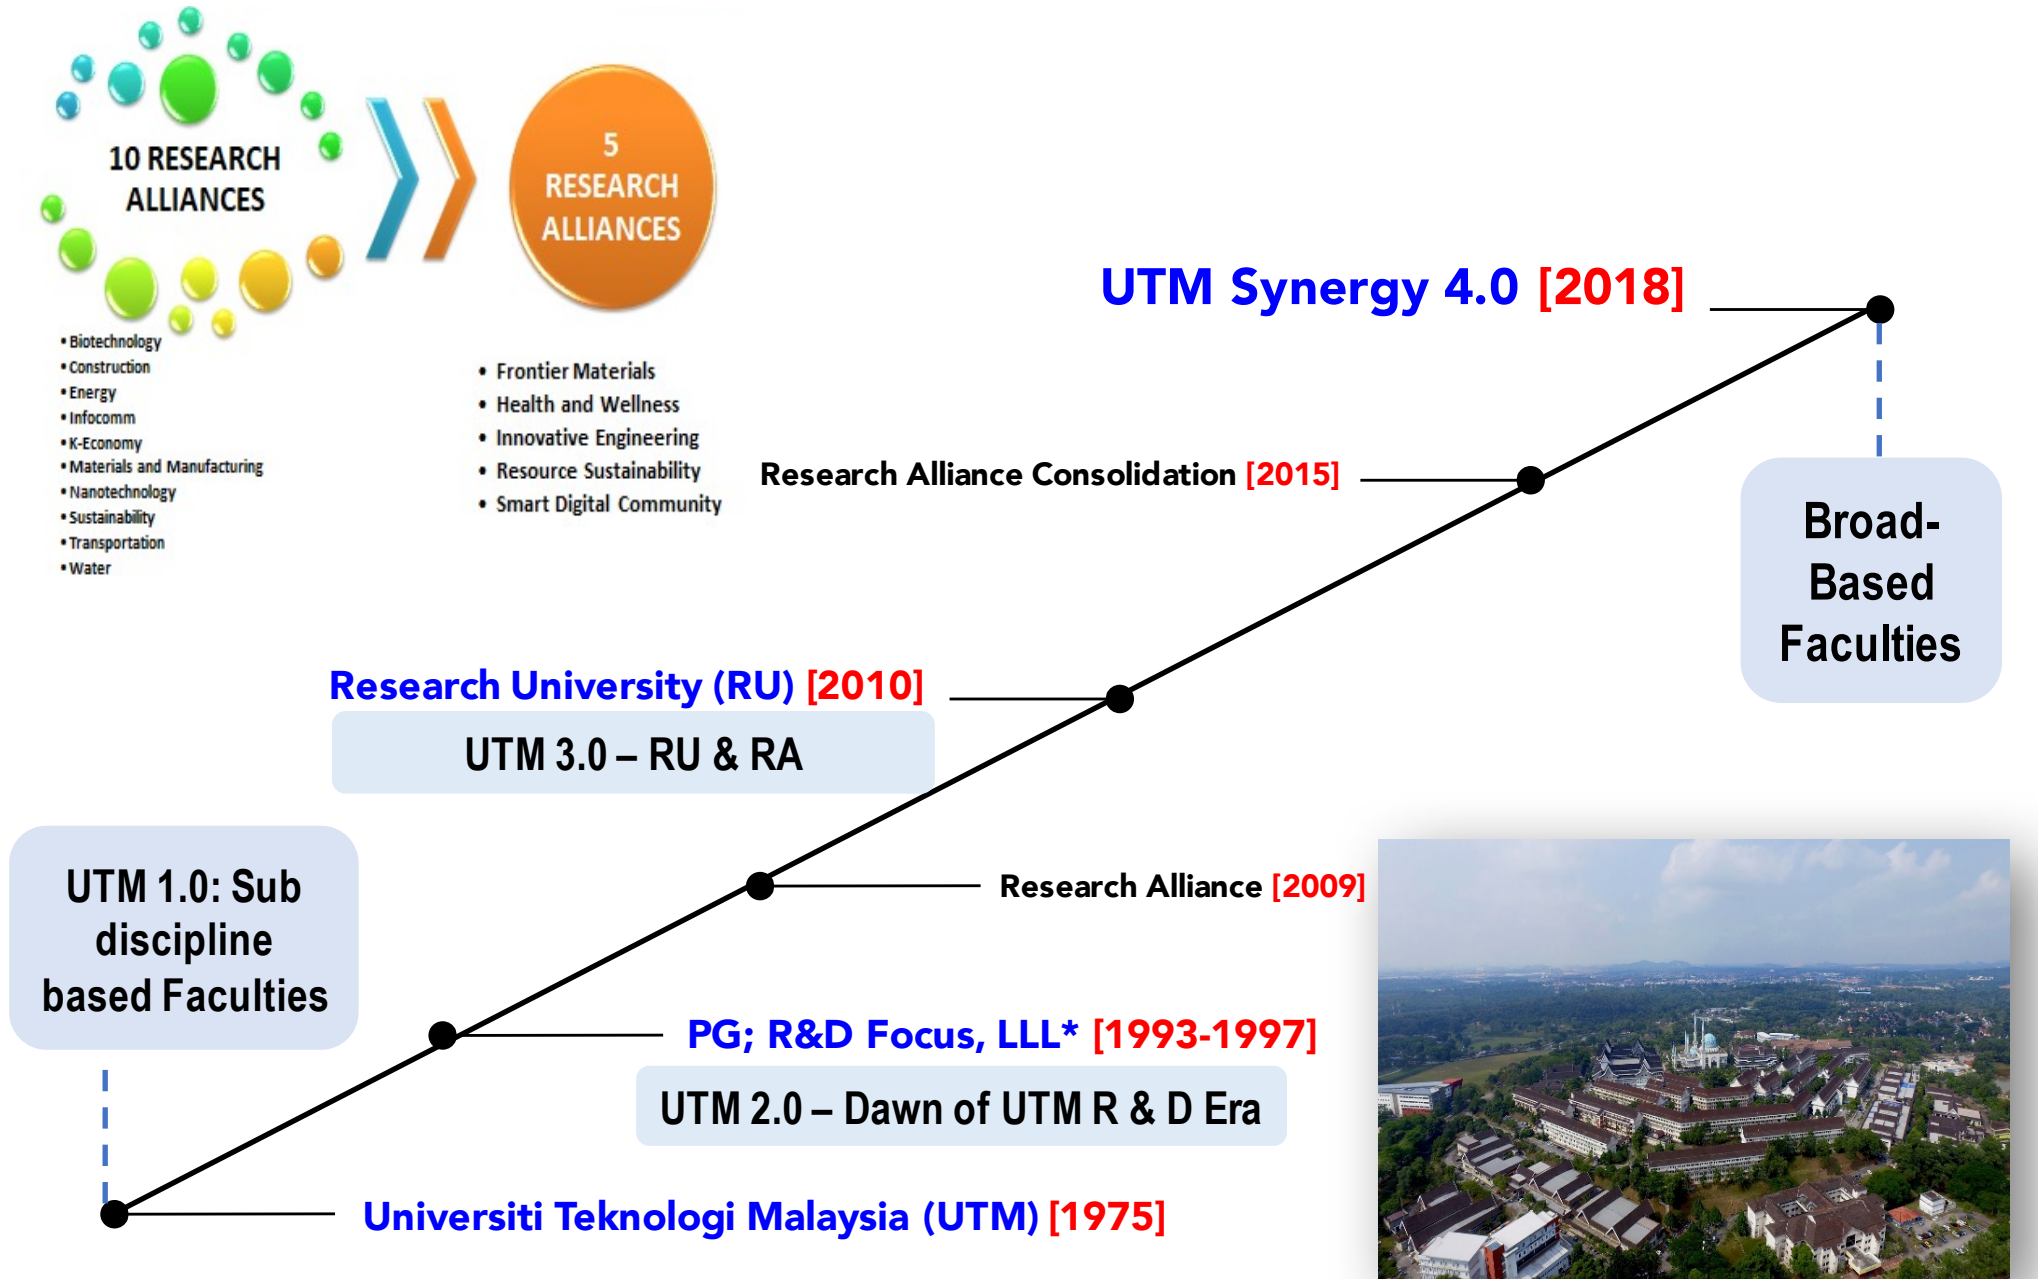 10 RESEARCH
ALLIANCES
• Biotechnology
• Construction
• Energy
• Infocomm
• K-Economy
• Materials and Manufacturing
• Nanotechnology
• Sustainability
• Transportation
• Water
5
RESEARCH
ALLIANCES
• Frontier Materials
• Health and Wellness
• Innovative Engineering
• Resource Sustainability
• Smart Digital Community
UTM Synergy 4.0 [2018]
Research Alliance Consolidation [2015]
Broad-
Based
Faculties
Research University (RU) [2010]
UTM 3.0 – RU & RA
UTM 1.0: Sub
discipline
based Faculties
Research Alliance [2009]
PG; R&D Focus, LLL* [1993-1997]
UTM 2.0 – Dawn of UTM R & D Era
Universiti Teknologi Malaysia (UTM) [1975]